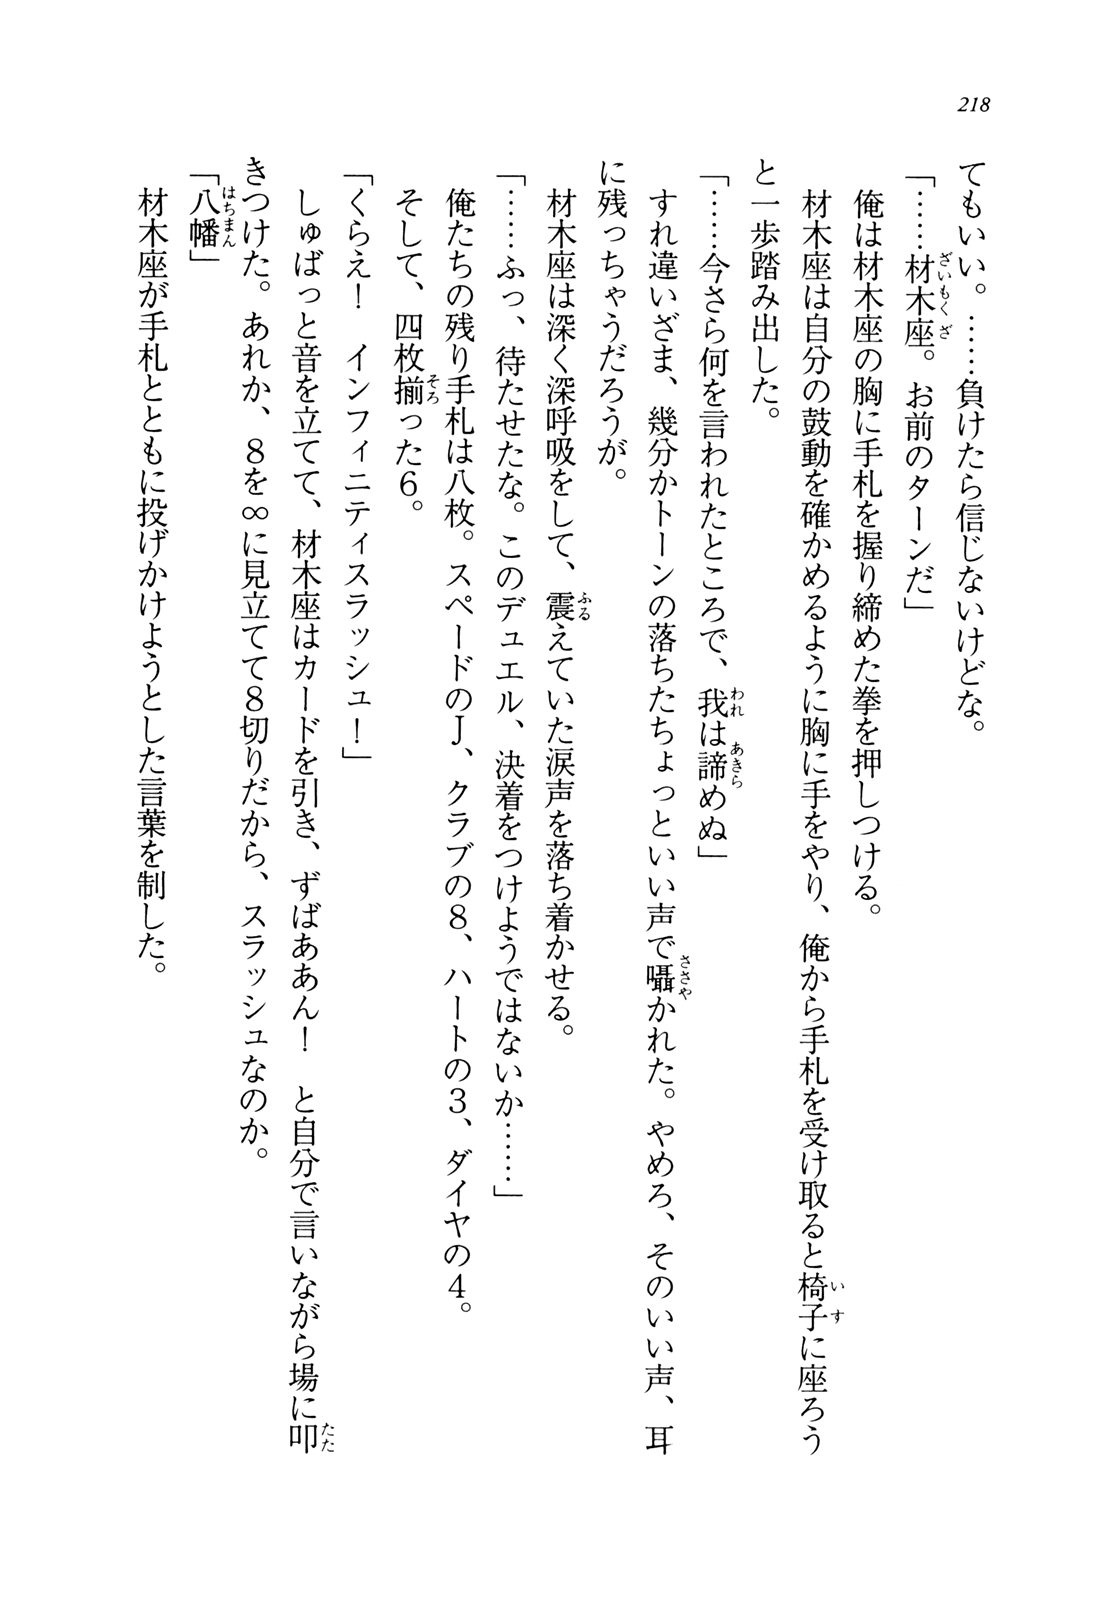 218
てもいい。……負けたら信じないけどな。
「……材木座。お前のターンだ」
俺は材木座の胸に手札を握り締めた拳を押しつける。
材木座は自分の鼓動を確かめるように胸に手をやり、俺から手札を受け取ると椅子に座ろう
と一歩踏み出した。
「……今さら何を言われたところで、我は諦めぬ」
すれ違いざま、幾分かトーンの落ちたちょっといい声で囁かれた。やめろ、そのいい声、耳
に残っちゃうだろうが。
材木座は深く深呼吸をして、震えていた涙声を落ち着かせる。
「……ふっ、待たせたな。このデュエル、決着をつけようではないか……」
俺たちの残り手札は八枚。スペードのJ、クラブの8、ハートの3、ダイヤの4。
そして、四枚揃った6。
「くらえ！　インフィニティスラッシュ！」
しゅばっと音を立てて、材木座はカードを引き、ずばああん！　と自分で言いながら場に叩
きつけた。あれか、8を∞に見立てて8切りだから、スラッシュなのか。
「八幡」
材木座が手札とともに投げかけようとした言葉を制した。